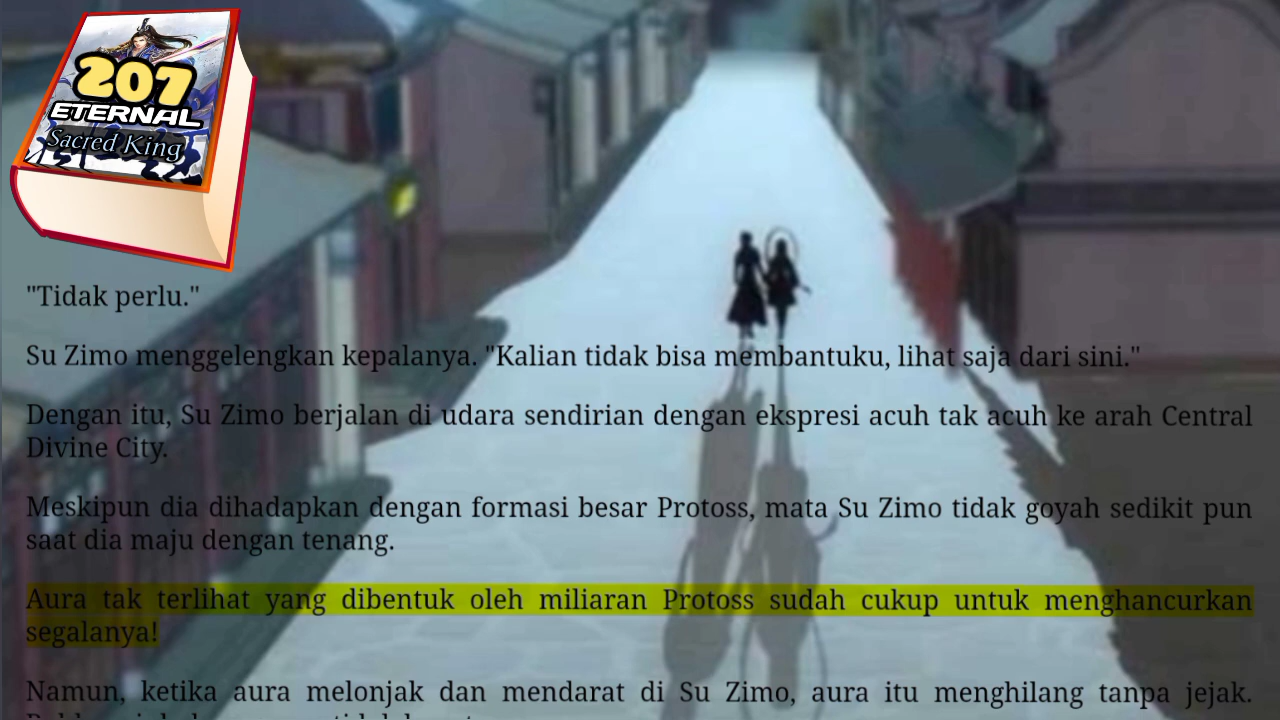 207
ETERNAL
Sacred King
"Tidak perlu."
Su Zimo menggelengkan kepalanya. "Kalian tidak bisa membantuku, lihat saja dari sini."
Dengan itu, Su Zimo berjalan di udara sendirian dengan ekspresi acuh tak acuh ke arah Central
Divine City.
Meskipun dia dihadapkan dengan formasi besar Protoss, mata Su Zimo tidak goyah sedikit pun
saat dia maju dengan tenang.
Aura tak terlihat yang dibentuk oleh miliaran Protoss sudah cukup untuk menghancurkan
segalanya!
Namun, ketika aura melonjak dan mendarat di Su Zimo, aura itu menghilang tanpa jejak.